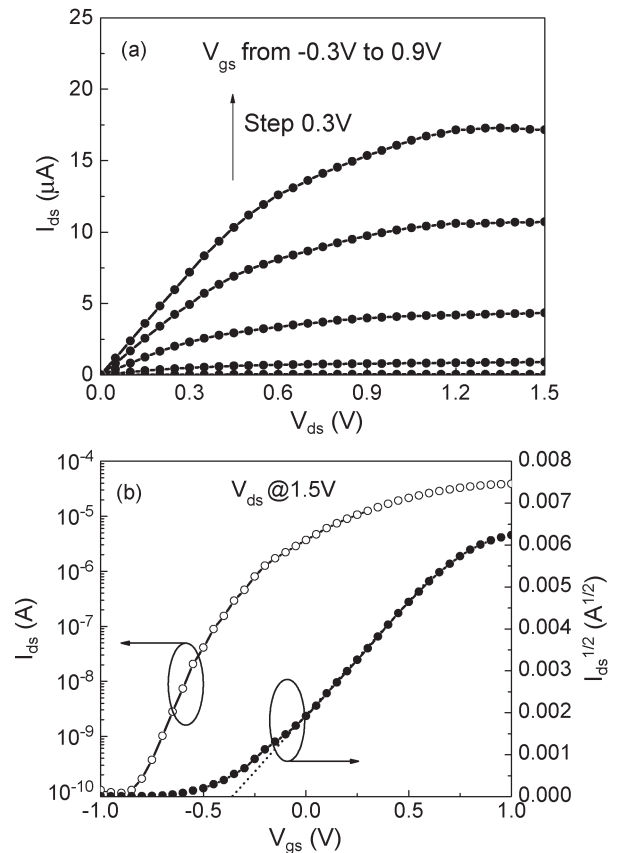 (a) V_gs from -0.3V to 0.9V
Step 0.3V
25
20
15
10
5
0
I_ds (μA)
0.0 0.3 0.6 0.9 1.2 1.5
V_ds (V)
(b) V_ds @1.5V
10^-4
10^-5
10^-6
10^-7
10^-8
10^-9
10^-10
I_ds (A)
0.008
0.007
0.006
0.005
0.004
0.003
0.002
0.001
0.000
I_ds^1/2 (A^1/2)
-1.0 -0.5 0.0 0.5 1.0
V_gs (V)